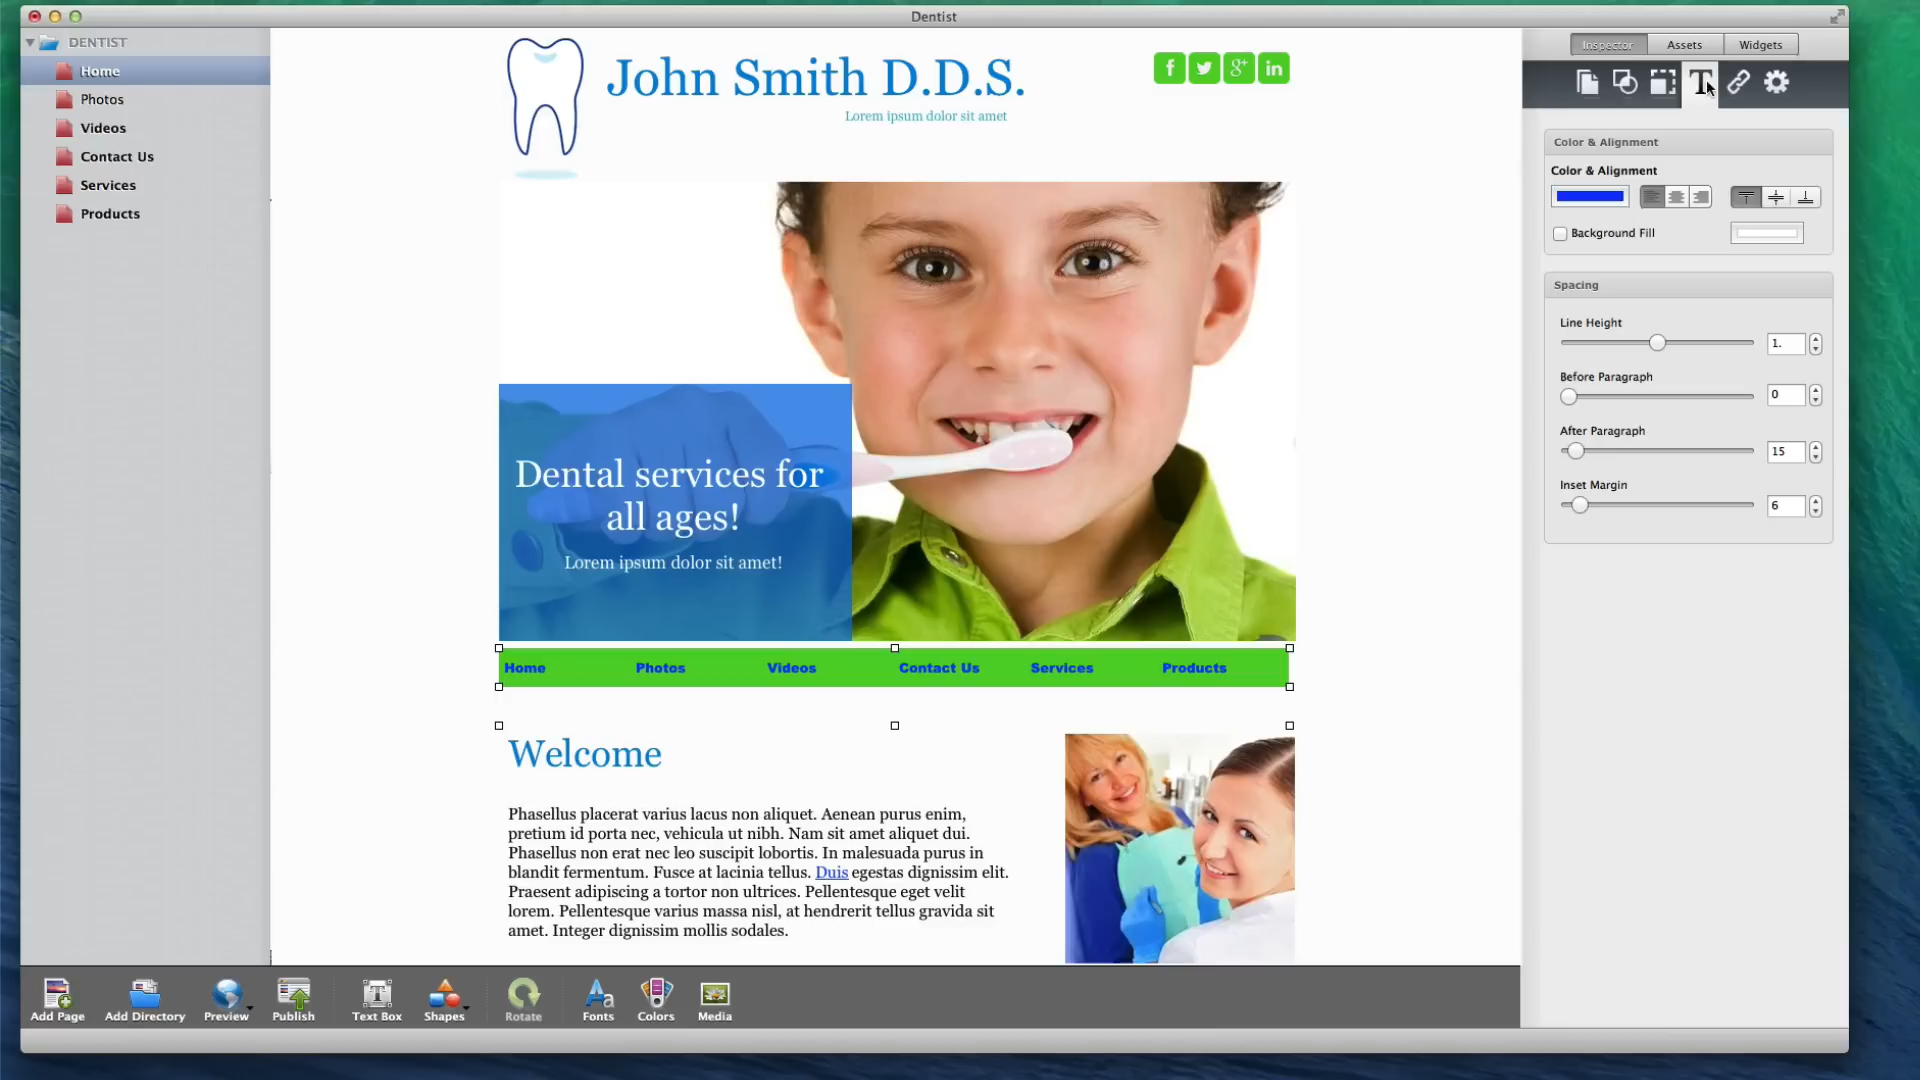 Dentist
DENTIST
Home
Photos
Videos
Contact Us
Services
Products
John Smith D.D.S.
Lorem ipsum dolor sit amet
f
g+
in
Dental services for
all ages!
Lorem ipsum dolor sit amet!
Home Photos Videos Contact Us Services Products
Welcome
Phasellus placerat varius lacus non aliquet. Aenean purus enim,
pretium id porta nec, vehicula ut nibh. Nam sit amet aliquet dui.
Phasellus non erat nec leo suscipit lobortis. In malesuada purus in
blandit fermentum. Fusce at lacinia tellus. Duis egestas dignissim elit.
Praesent adipiscing a tortor non ultrices. Pellentesque eget velit
lorem. Pellentesque varius massa nisl, at hendrerit tellus gravida sit
amet. Integer dignissim mollis sodales.
Inspector Assets Widgets
T
Color & Alignment
Color & Alignment
Background Fill
Spacing
Line Height
1.
Before Paragraph
0
After Paragraph
15
Inset Margin
6
Add Page Add Directory Preview Publish Text Box Shapes Rotate Fonts Colors Media